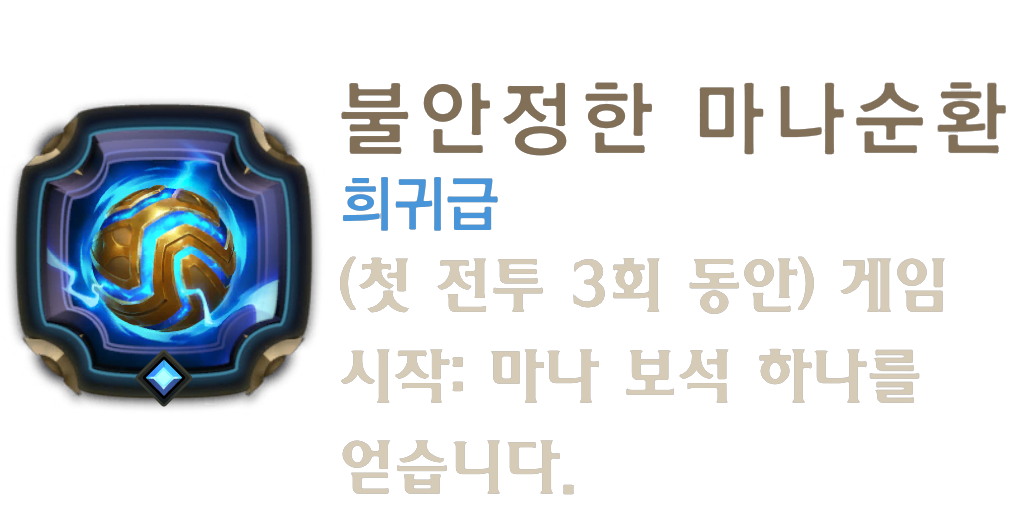 불안정한 마나순환
희귀급
(첫 전투 3회 동안) 게임
시작: 마나 보석 하나를
얻습니다.